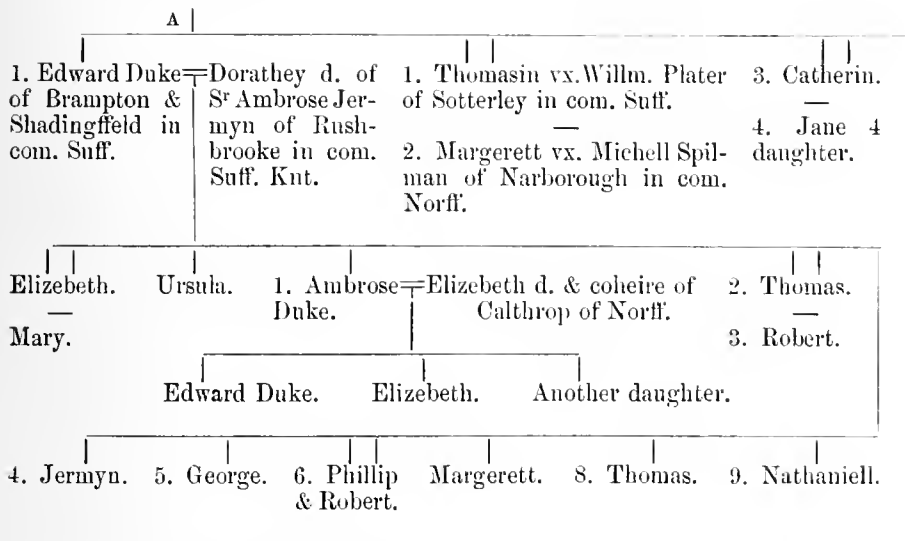 A
1. Edward Duke
of Brampton &
Shadingffeld in
com. Suff.
Dorathey d. of
Sʳ Ambrose Jer-
myn of Rush-
brooke in com.
Suff. Knt.
1. Thomasin vx. Willm. Plater
of Sotterley in com. Suff.
—
2. Margerett vx. Michell Spil-
man of Narborough in com.
Norff.
3. Catherin.
—
4. Jane 4
daughter.
Elizebeth.
—
Mary.
Ursula.
1. Ambrose
Duke.
Elizebeth d. & coheire of
Calthrop of Norff.
2. Thomas.
—
3. Robert.
Edward Duke. Elizebeth. Another daughter.
4. Jermyn. 5. George. 6. Phillip
& Robert.
Margerett. 8. Thomas. 9. Nathaniell.